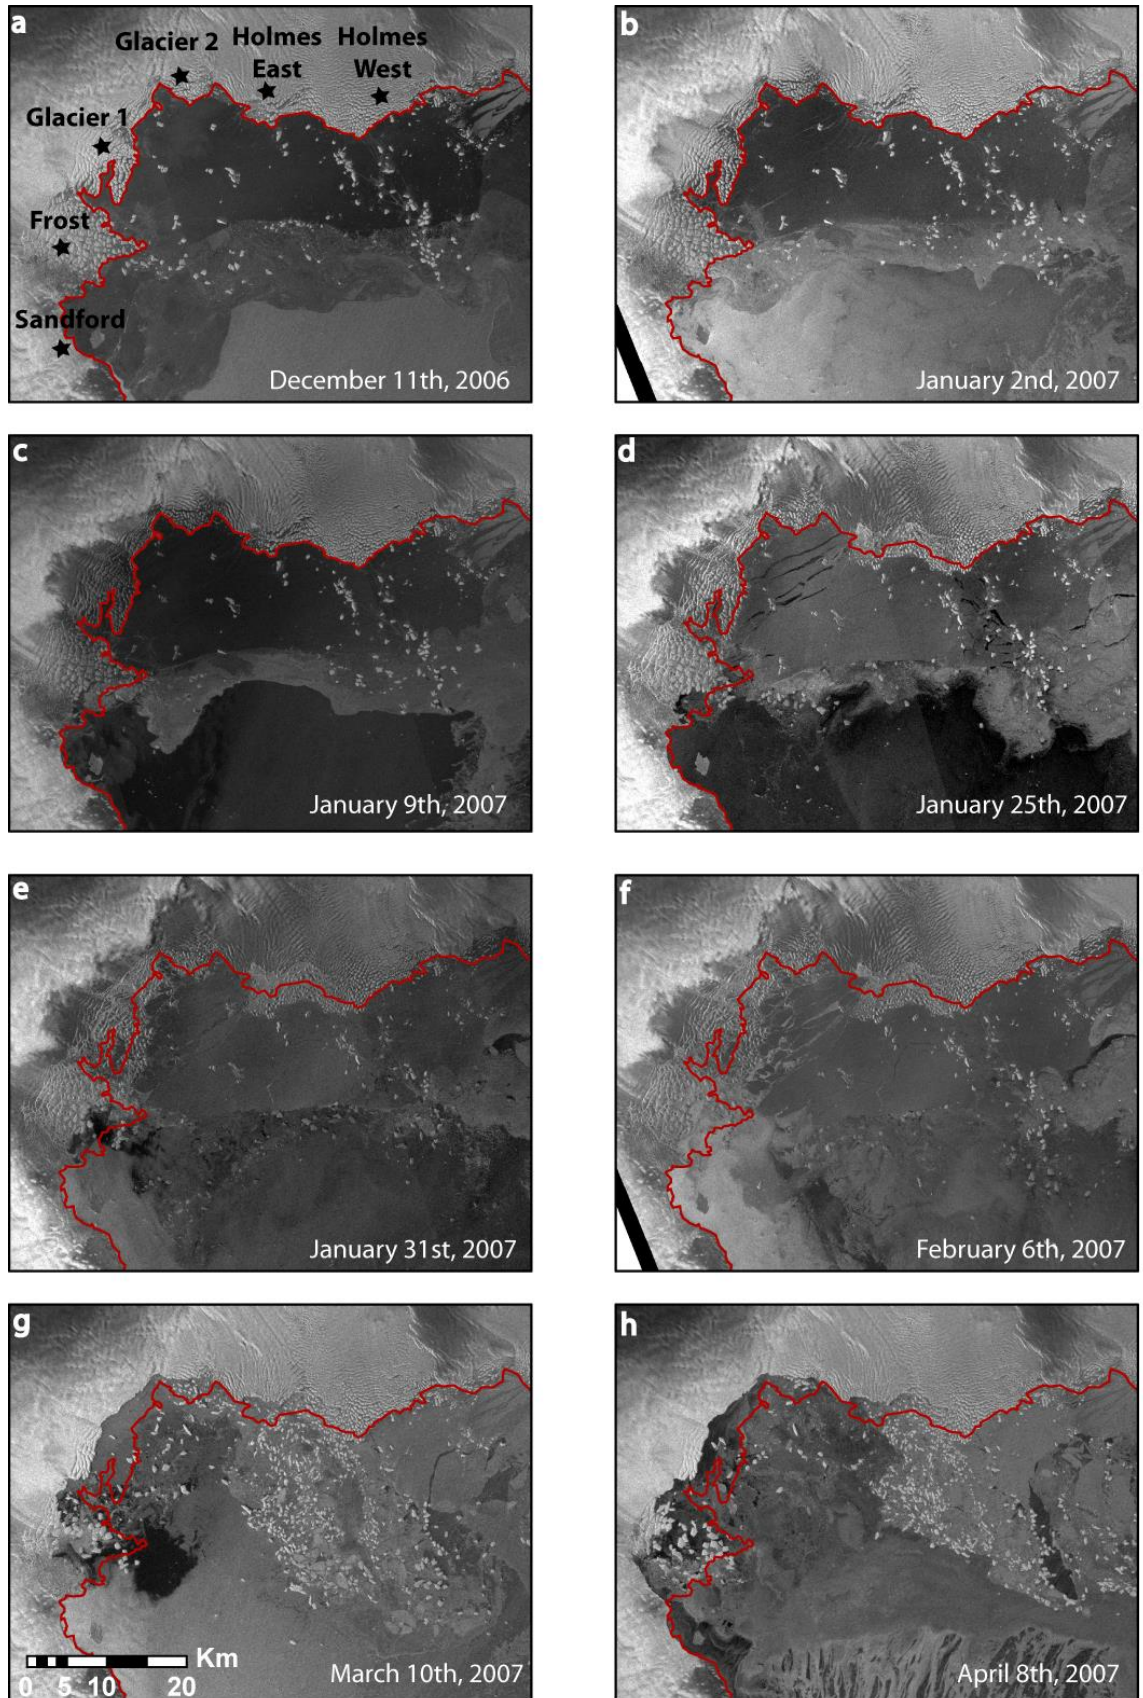 a
Glacier 2
Holmes
East
Holmes
West
Glacier 1
Frost
Sandford
December 11th, 2006
b
January 2nd, 2007
c
January 9th, 2007
d
January 25th, 2007
e
January 31st, 2007
f
February 6th, 2007
g
Km
0 5 10 20
March 10th, 2007
h
April 8th, 2007